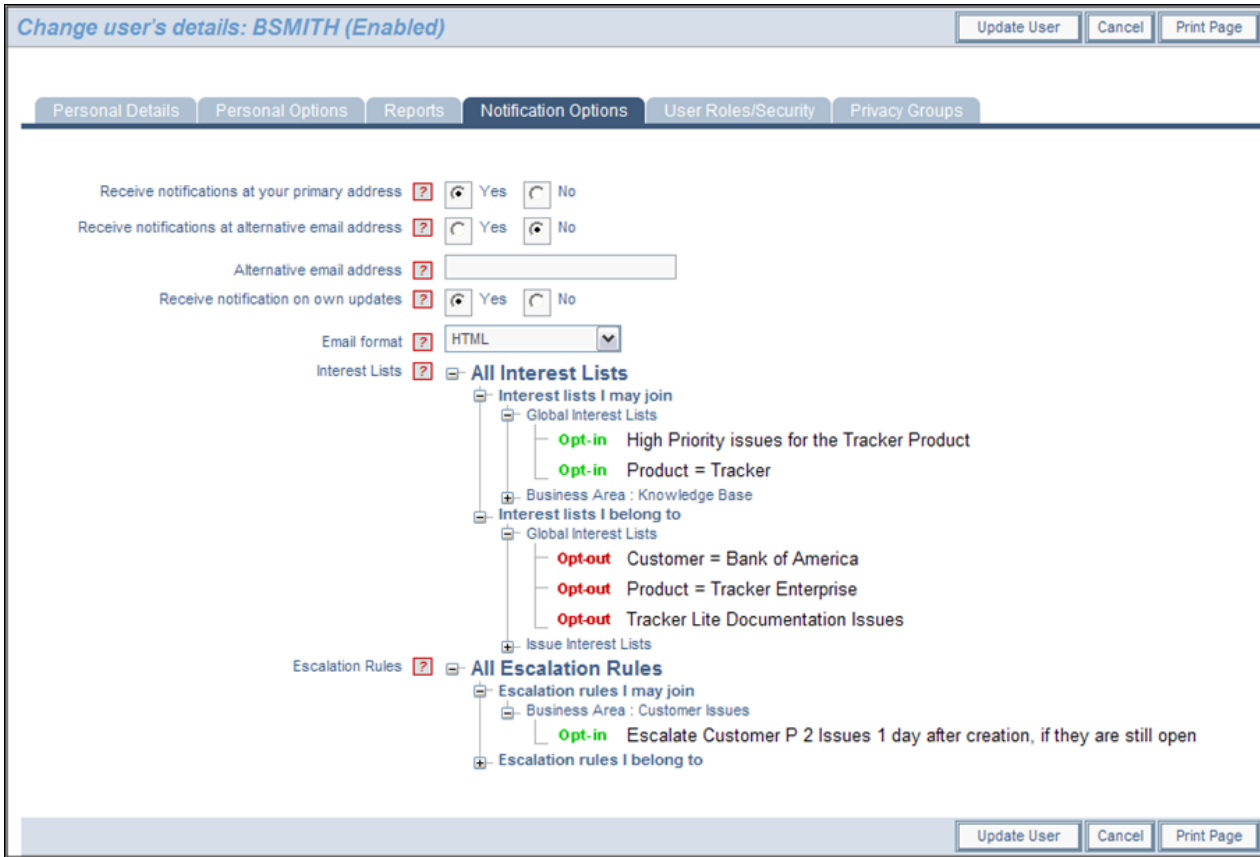 Change user's details: BSMITH (Enabled) Update User Cancel Print Page
Personal Details Personal Options Reports Notification Options User Roles/Security Privacy Groups
Receive notifications at your primary address ? Yes No
Receive notifications at alternative email address ? Yes No
Alternative email address ?
Receive notification on own updates ? Yes No
Email format ? HTML
Interest Lists ? All Interest Lists
Interest lists I may join
Global Interest Lists
Opt-in High Priority issues for the Tracker Product
Opt-in Product = Tracker
Business Area : Knowledge Base
Interest lists I belong to
Global Interest Lists
Opt-out Customer = Bank of America
Opt-out Product = Tracker Enterprise
Opt-out Tracker Lite Documentation Issues
Issue Interest Lists
Escalation Rules ? All Escalation Rules
Escalation rules I may join
Business Area : Customer Issues
Opt-in Escalate Customer P 2 Issues 1 day after creation, if they are still open
Escalation rules I belong to
Update User Cancel Print Page